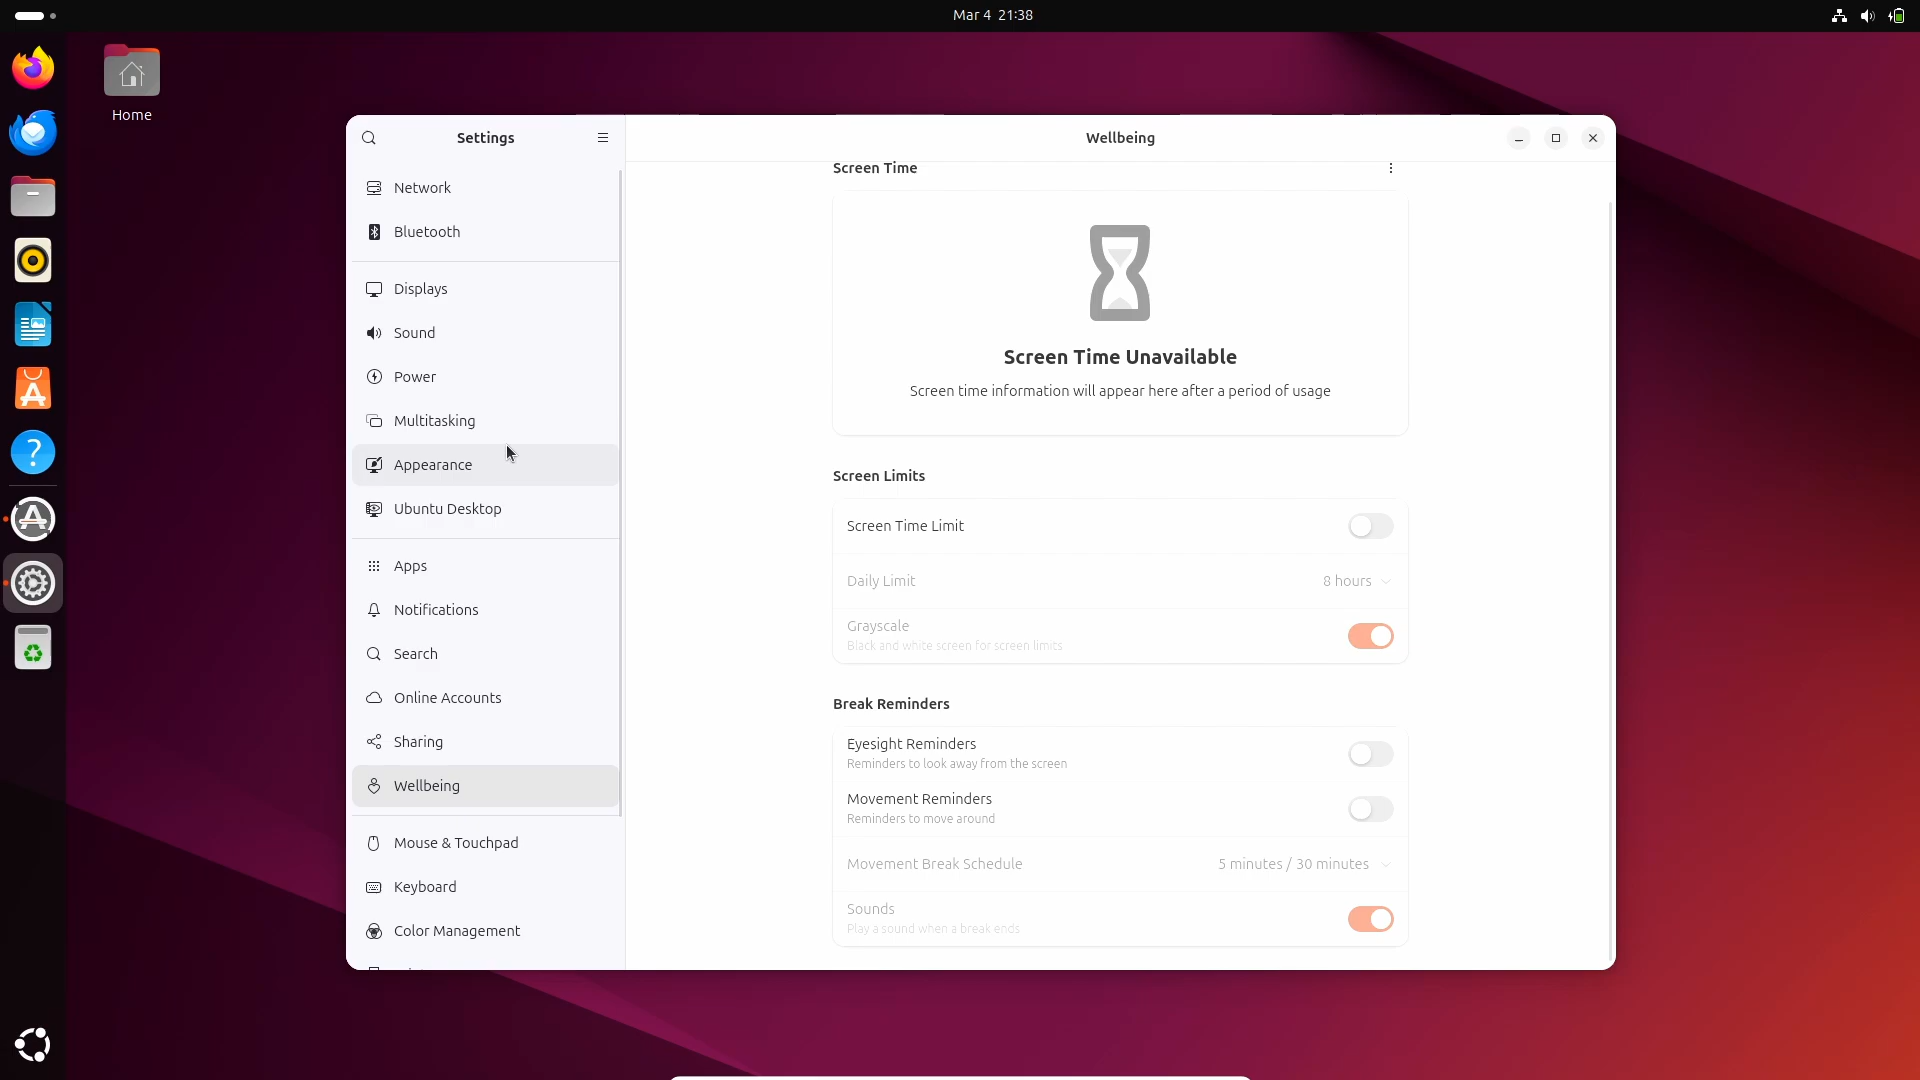 Mar 4 21:38
Home
Settings
Network
Bluetooth
Displays
Sound
Power
Multitasking
Appearance
Ubuntu Desktop
Apps
Notifications
Search
Online Accounts
Sharing
Wellbeing
Mouse & Touchpad
Keyboard
Color Management
Wellbeing
Screen Time
Screen Time Unavailable
Screen time information will appear here after a period of usage
Screen Limits
Screen Time Limit
Daily Limit 8 hours
Grayscale
Black and white screen for screen limits
Break Reminders
Eyesight Reminders
Reminders to look away from the screen
Movement Reminders
Reminders to move around
Movement Break Schedule 5 minutes / 30 minutes
Sounds
Play a sound when a break ends